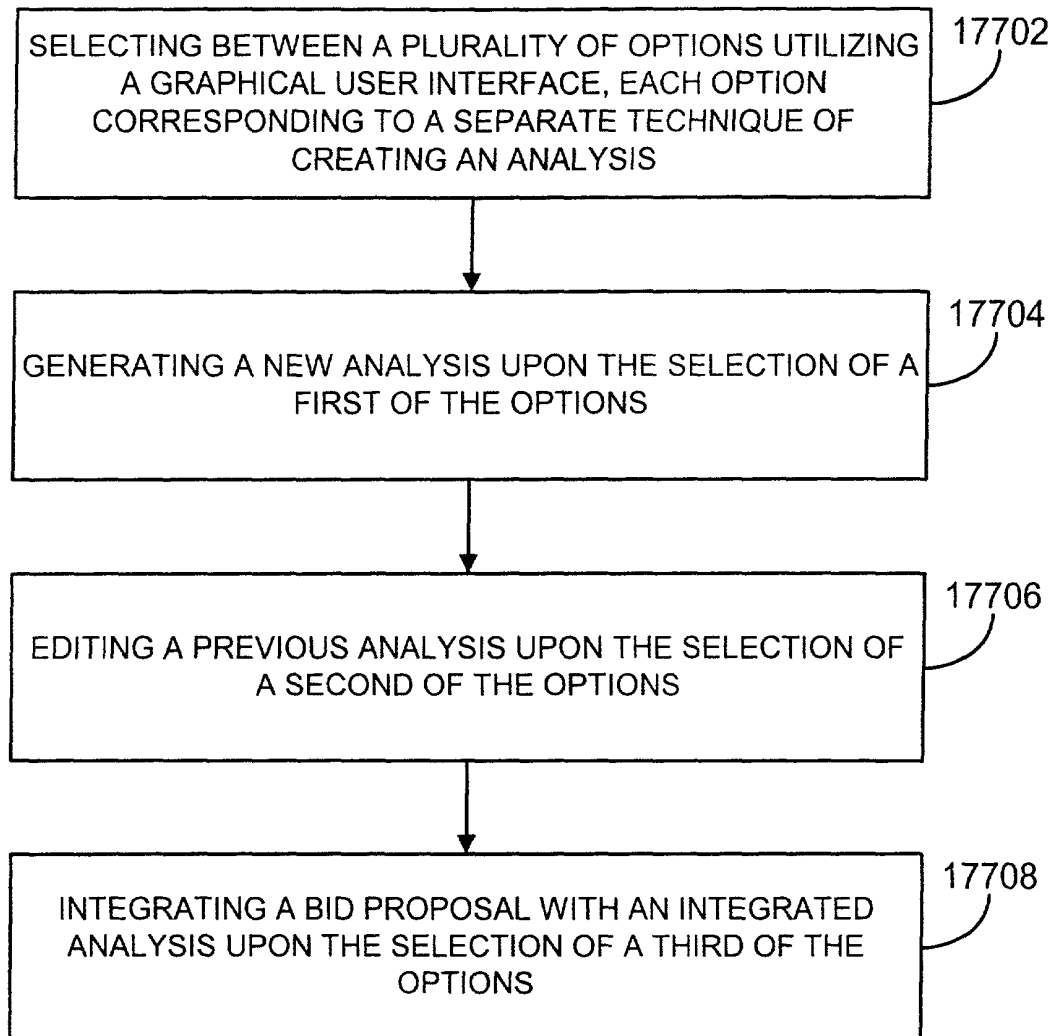 SELECTING BETWEEN A PLURALITY OF OPTIONS UTILIZING
A GRAPHICAL USER INTERFACE, EACH OPTION
CORRESPONDING TO A SEPARATE TECHNIQUE OF
CREATING AN ANALYSIS
17702
GENERATING A NEW ANALYSIS UPON THE SELECTION OF A
FIRST OF THE OPTIONS
17704
EDITING A PREVIOUS ANALYSIS UPON THE SELECTION OF
A SECOND OF THE OPTIONS
17706
INTEGRATING A BID PROPOSAL WITH AN INTEGRATED
ANALYSIS UPON THE SELECTION OF A THIRD OF THE
OPTIONS
17708